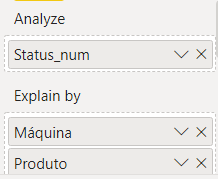 Analyze
Status_num
Explain by
Máquina
Produto